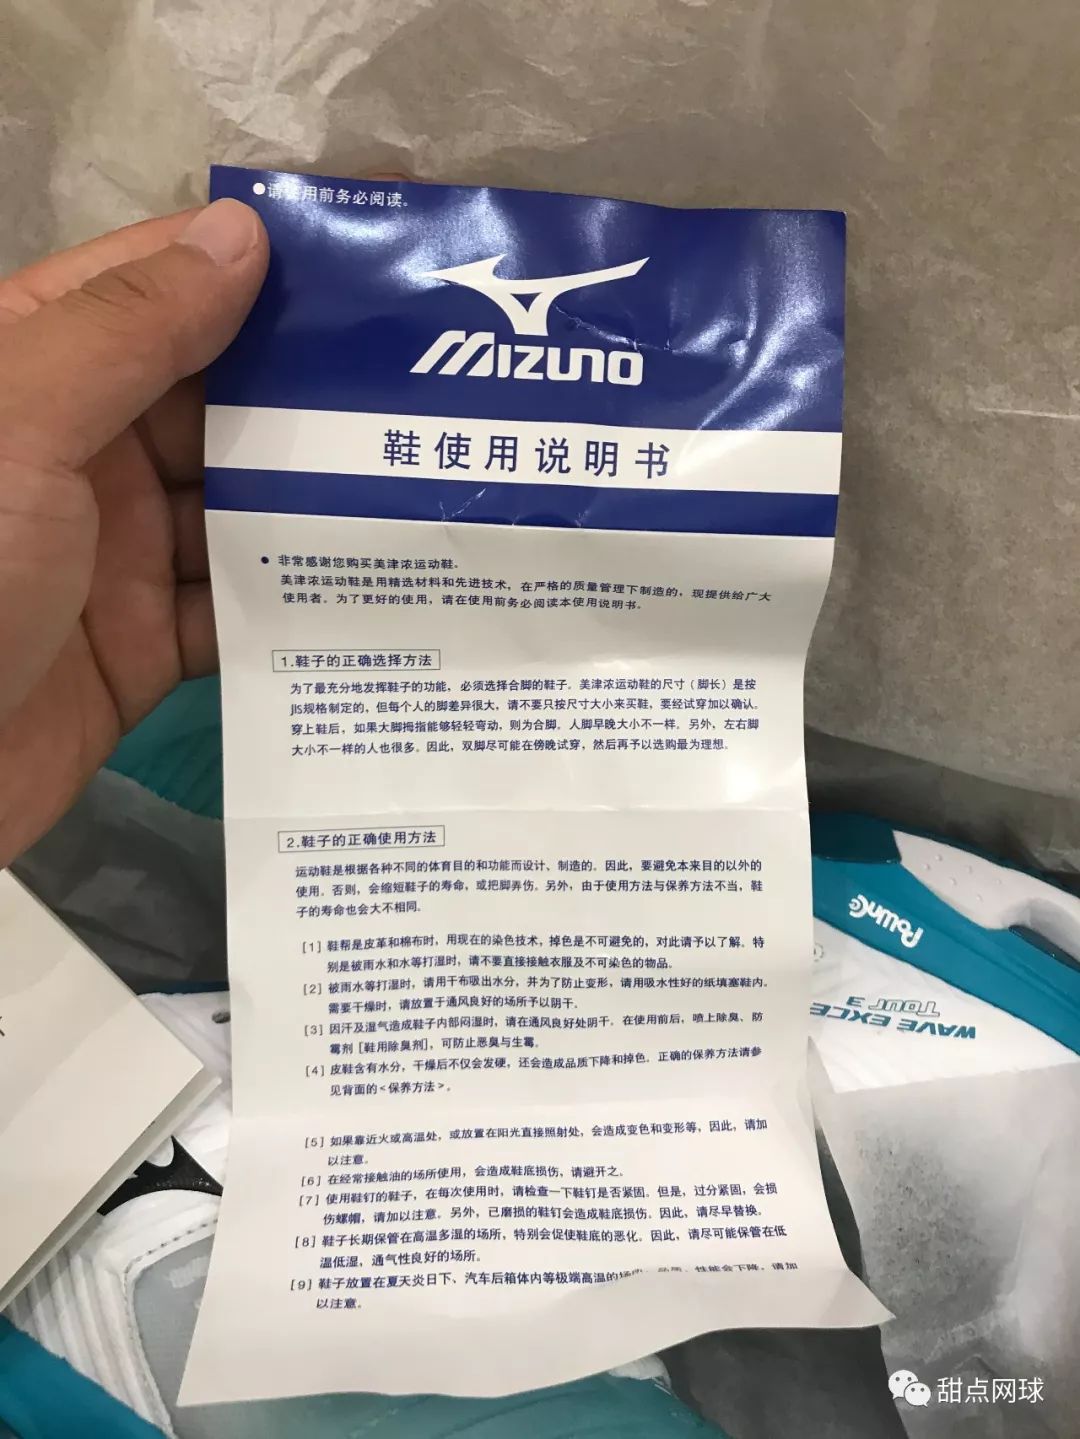 ●请使用前务必阅读。
MIZUNO
鞋使用说明书
● 非常感谢您购买美津浓运动鞋。
美津浓运动鞋是用精选材料和先进技术，在严格的质量管理下制造的，现提供给广大
使用者。为了更好的使用，请在使用前务必阅读本使用说明书。
1.鞋子的正确选择方法
为了最充分地发挥鞋子的功能，必须选择合脚的鞋子。美津浓运动鞋的尺寸（脚长）是按
JIS规格制定的，但每个人的脚差异很大，请不要只按尺寸大小来买鞋，要经试穿加以确认。
穿上鞋后，如果大脚拇指能够轻轻弯动，则为合脚。人脚早晚大小不一样。另外，左右脚
大小不一样的人也很多。因此，双脚尽可能在傍晚试穿，然后再予以选购最为理想。
2.鞋子的正确使用方法
运动鞋是根据各种不同的体育目的和功能而设计、制造的。因此，要避免本来目的以外的
使用。否则，会缩短鞋子的寿命，或把脚弄伤。另外，由于使用方法与保养方法不当，鞋
子的寿命也会大不相同。
[1] 鞋帮是皮革和棉布时，用现在的染色技术，掉色是不可避免的，对此请予以了解。特
别是被雨水和水等打湿时，请不要直接接触衣服及不可染色的物品。
[2] 被雨水等打湿时，请用干布吸出水分，并为了防止变形，请用吸水性好的纸填塞鞋内。
需要干燥时，请放置于通风良好的场所予以阴干。
[3] 因汗及湿气造成鞋子内部闷湿时，请在通风良好处阴干。在使用前后，喷上除臭、防
霉剂［鞋用除臭剂］，可防止恶臭与生霉。
[4] 皮鞋含有水分，干燥后不仅会发硬，还会造成品质下降和掉色。正确的保养方法请参
见背面的<保养方法>。
[5] 如果靠近火或高温处，或放置在阳光直接照射处，会造成变色和变形等，因此，请加
以注意。
[6] 在经常接触油的场所使用，会造成鞋底损伤，请避开之。
[7] 使用鞋钉的鞋子，在每次使用时，请检查一下鞋钉是否紧固。但是，过分紧固，会损
伤螺帽，请加以注意。另外，已磨损的鞋钉会造成鞋底损伤。因此，请尽早替换。
[8] 鞋子长期保管在高温多湿的场所，特别会促使鞋底的恶化。因此，请尽可能保管在低
温低湿，通气性良好的场所。
[9] 鞋子放置在夏天炎日下、汽车后箱体内等极端高温的场所，品质、性能会下降，请加
以注意。
PoWnCe
WAVE EXCE
TOUR 3
甜点网球